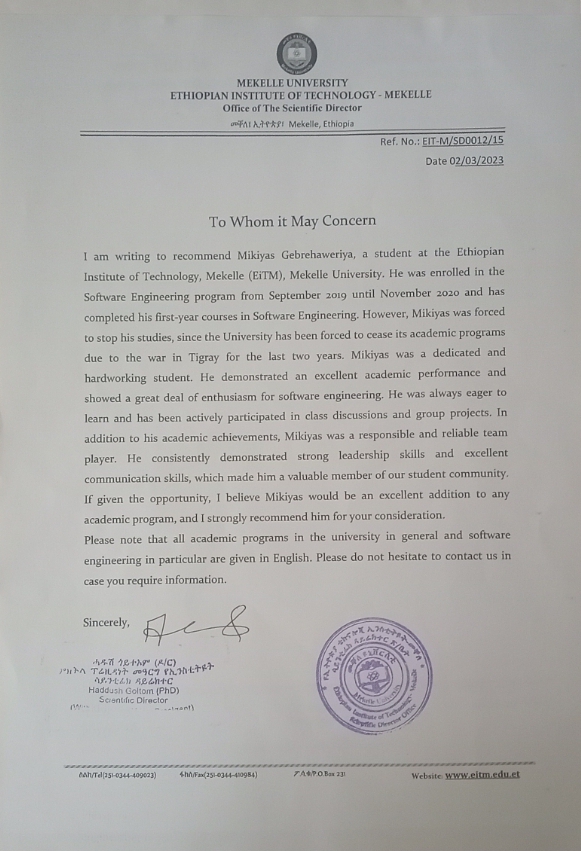 MEKELLE UNIVERSITY
ETHIOPIAN INSTITUTE OF TECHNOLOGY - MEKELLE
Office of The Scientific Director
Mekelle, Ethiopia
Ref. No.: EIT-M/SD0012/15
Date 02/03/2023
To Whom it May Concern
I am writing to recommend Mikiyas Gebrehaweriya, a student at the Ethiopian
Institute of Technology, Mekelle (EiTM), Mekelle University. He was enrolled in the
Software Engineering program from September 2019 until November 2020 and has
completed his first-year courses in Software Engineering. However, Mikiyas was forced
to stop his studies, since the University has been forced to cease its academic programs
due to the war in Tigray for the last two years. Mikiyas was a dedicated and
hardworking student. He demonstrated an excellent academic performance and
showed a great deal of enthusiasm for software engineering. He was always eager to
learn and has been actively participated in class discussions and group projects. In
addition to his academic achievements, Mikiyas was a responsible and reliable team
player. He consistently demonstrated strong leadership skills and excellent
communication skills, which made him a valuable member of our student community.
If given the opportunity, I believe Mikiyas would be an excellent addition to any
academic program, and I strongly recommend him for your consideration.
Please note that all academic programs in the university in general and software
engineering in particular are given in English. Please do not hesitate to contact us in
case you require information.
Sincerely,
ሓዱሽ ጎይተኦም (ዶ/ር)
ፕሬዚዳንት መዓርግ የኢንስቲትዩት
ሳይንቲፊክ ዳይሬክተር
Haddush Goitom (PhD)
Scientific Director
Mekelle University
Ethiopian Institute of Technology - Mekelle
Scientific Director Office
ስልክ/Tel(251-0344-409023) ፋክስ/Fax(251-0344-410984) P.O Box 231 Website: www.eitm.edu.et